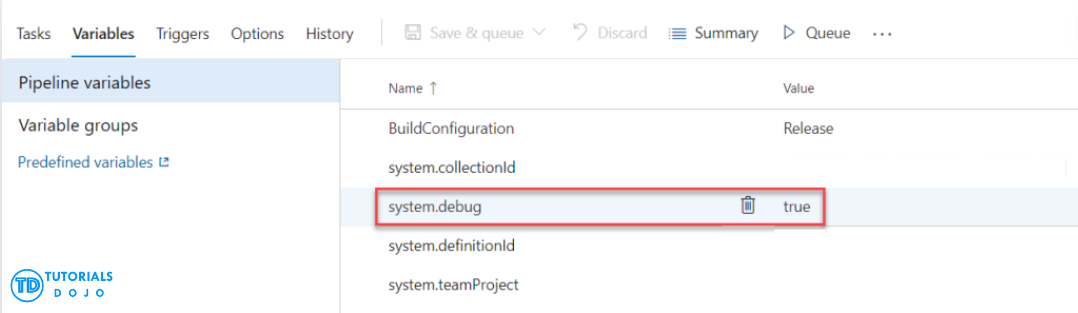 Tasks Variables Triggers Options History Save & queue Discard Summary Queue ...
Pipeline variables
Variable groups
Predefined variables
Name ↑ Value
BuildConfiguration Release
system.collectionId
system.debug true
system.definitionId
system.teamProject
TD TUTORIALS
DOJO